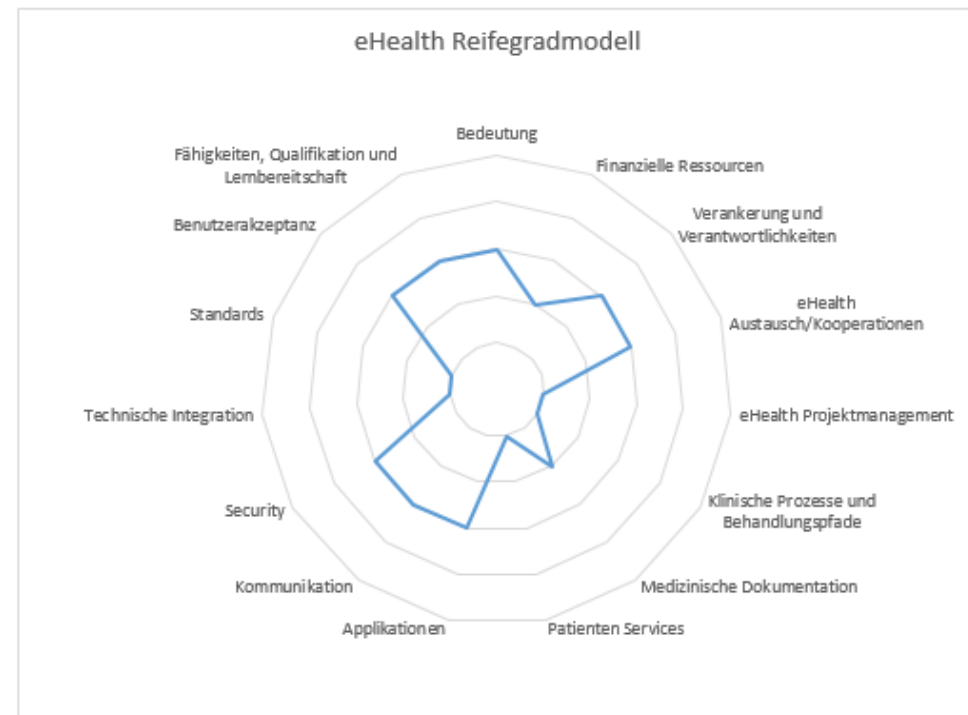 eHealth Reifegradmodell
Bedeutung
Finanzielle Ressourcen
Verankerung und
Verantwortlichkeiten
eHealth
Austausch/Kooperationen
eHealth Projektmanagement
Klinische Prozesse und
Behandlungspfade
Medizinische Dokumentation
Patienten Services
Applikationen
Kommunikation
Security
Technische Integration
Standards
Benutzerakzeptanz
Fähigkeiten, Qualifikation und
Lernbereitschaft